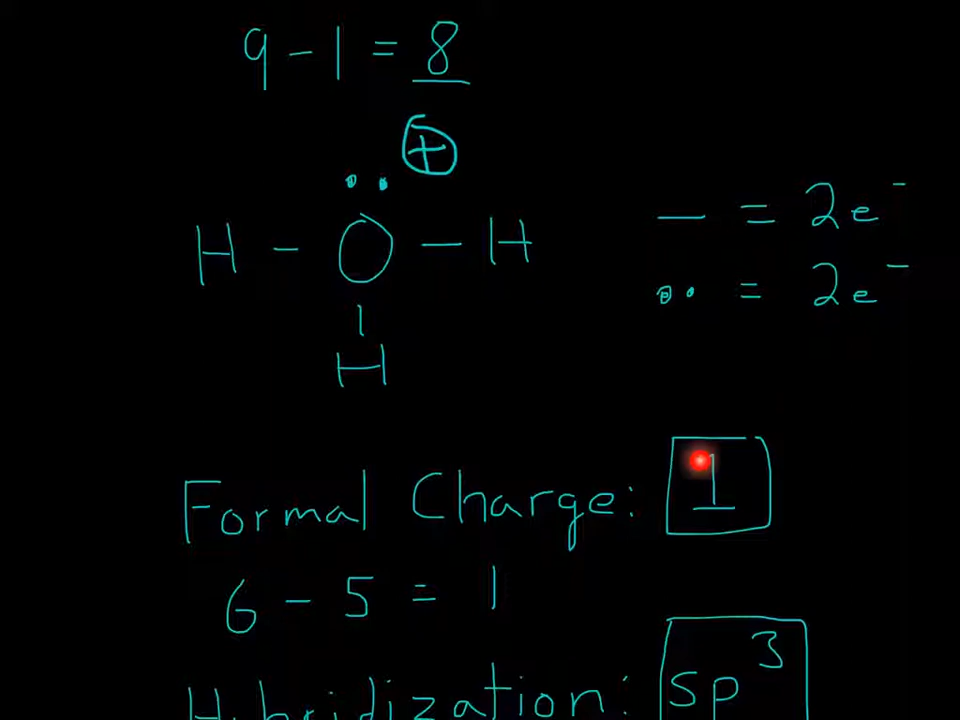 9 - 1 = 8
+
··
H - O - H
|
H
— = 2e⁻
·· = 2e⁻
Formal Charge: 1
6 - 5 = 1
Hybridization: sp³